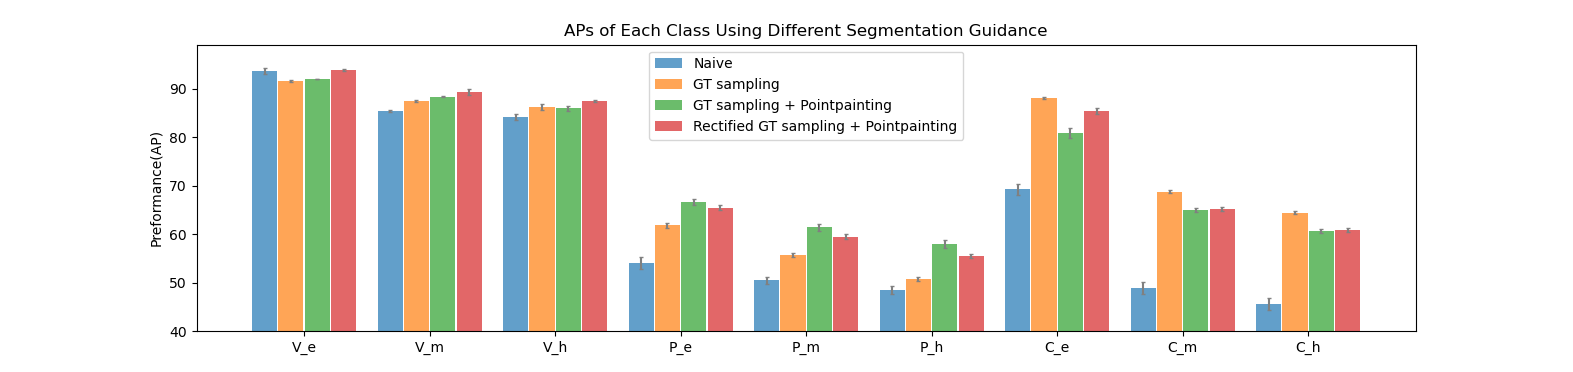 APs of Each Class Using Different Segmentation Guidance
Preformance(AP)
90
80
70
60
50
40
Naive
GT sampling
GT sampling + Pointpainting
Rectified GT sampling + Pointpainting
V_e V_m V_h P_e P_m P_h C_e C_m C_h